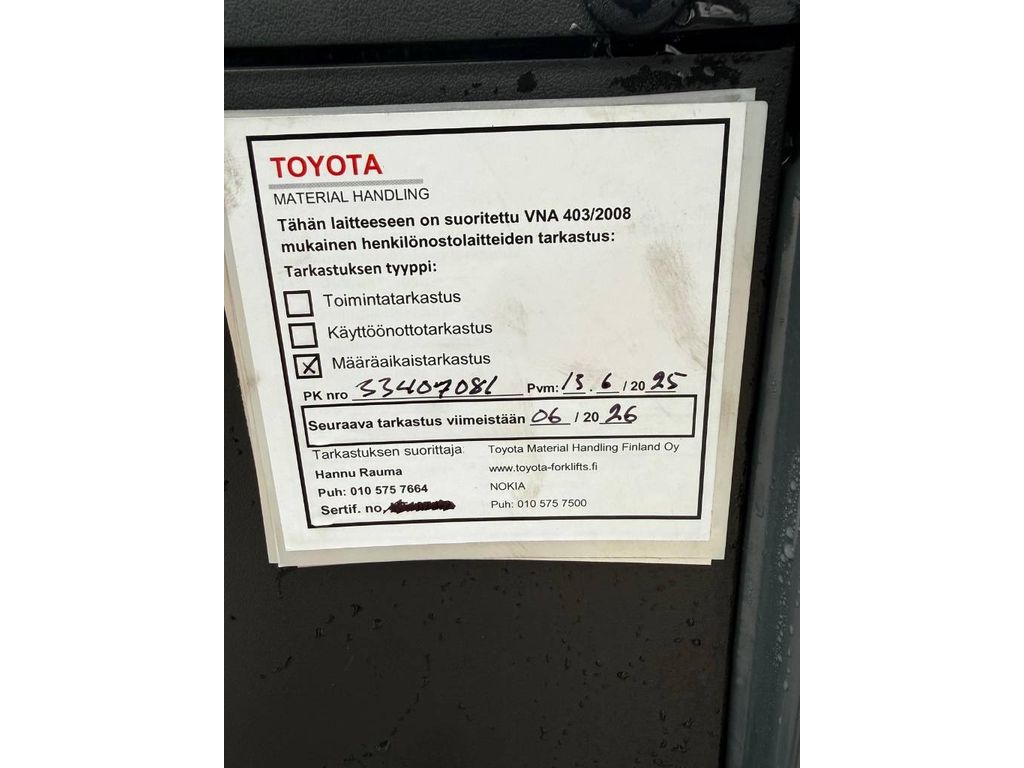 TOYOTA
MATERIAL HANDLING
Tähän laitteeseen on suoritettu VNA 403/2008
mukainen henkilönostolaitteiden tarkastus:
Tarkastuksen tyyppi:
Toimintatarkastus
Käyttöönottotarkastus
X Määräaikaistarkastus
PK nro 33407081 Pvm: 13.6/2025
Seuraava tarkastus viimeistään 06/2026
Tarkastuksen suorittaja Toyota Material Handling Finland Oy
Hannu Rauma www.toyota-forklifts.fi
Puh: 010 575 7664 NOKIA
Sertif. no, Puh: 010 575 7500